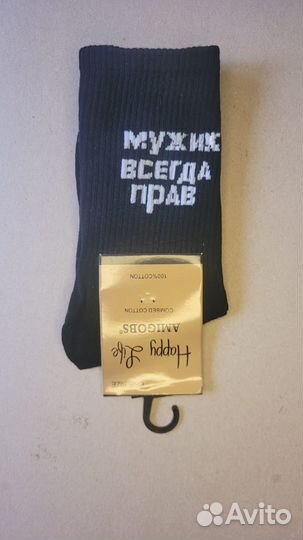 мужик
всегда
прав
100%COTTON
COMBED COTTON
AMIGOBS®
Happy
Life
Avito